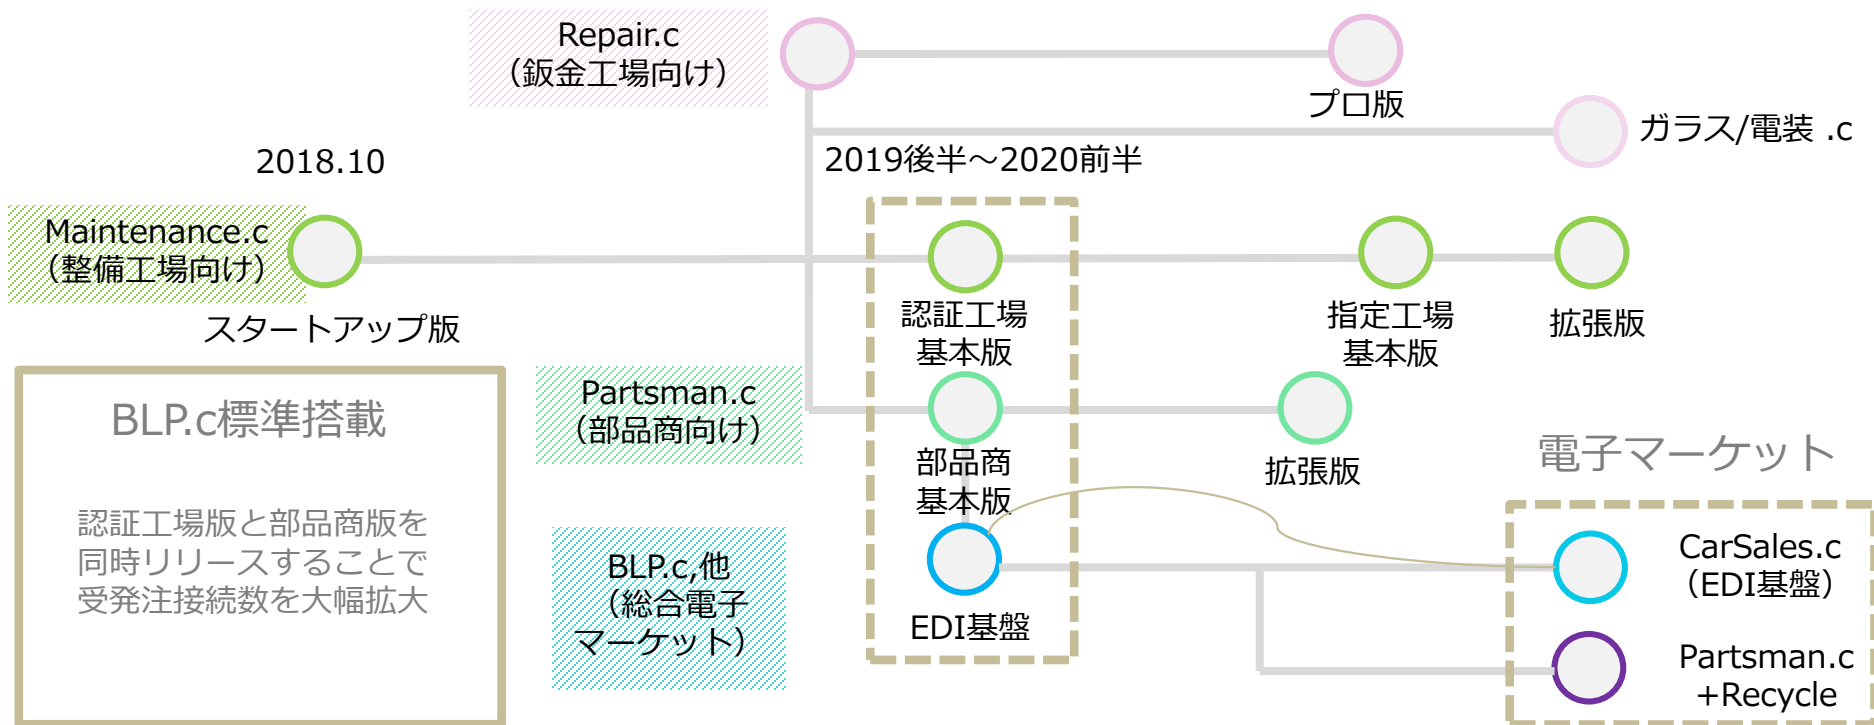 Repair.c
（鈑金工場向け）
プロ版
ガラス/電装 .c
2018.10
2019後半～2020前半
Maintenance.c
（整備工場向け）
スタートアップ版
認証工場
基本版
指定工場
基本版
拡張版
BLP.c標準搭載
認証工場版と部品商版を
同時リリースすることで
受発注接続数を大幅拡大
Partsman.c
（部品商向け）
部品商
基本版
拡張版
BLP.c,他
（総合電子
マーケット）
EDI基盤
電子マーケット
CarSales.c
（EDI基盤）
Partsman.c
+Recycle